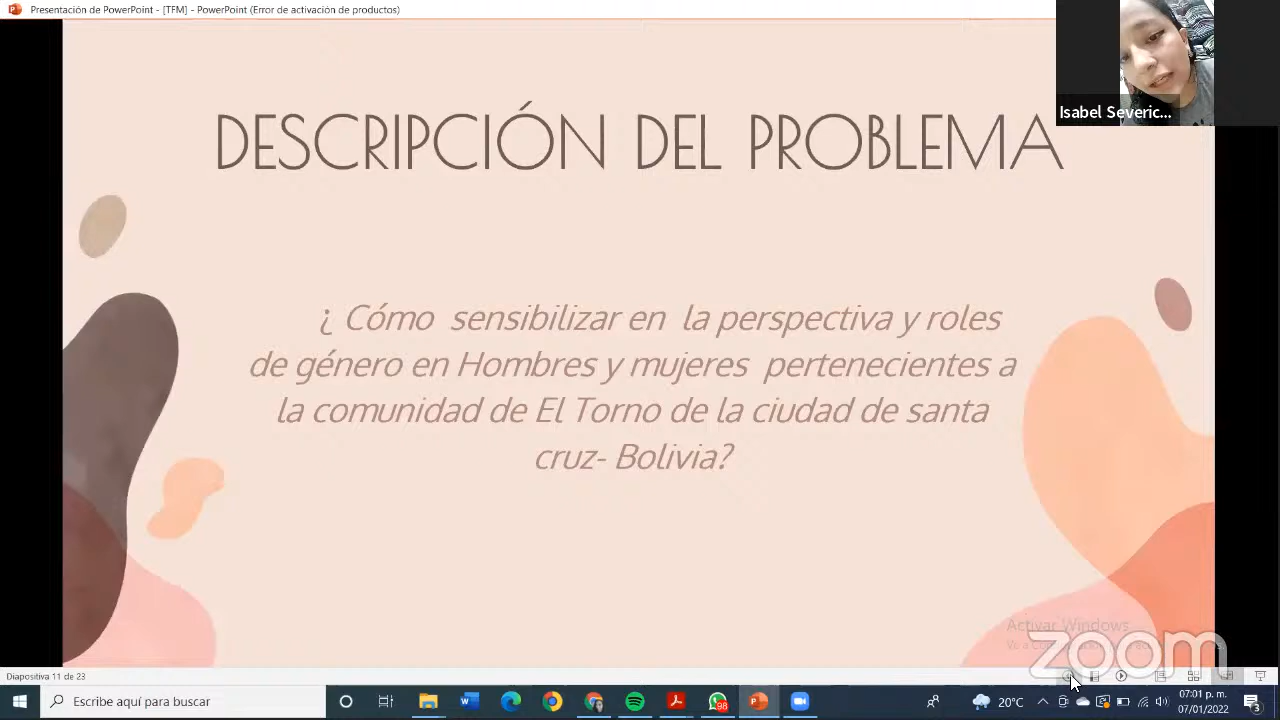 Presentación de PowerPoint - [TFM] - PowerPoint (Error de activación de productos)
Isabel Severic...
DESCRIPCIÓN DEL PROBLEMA
¿ Cómo sensibilizar en la perspectiva y roles
de género en Hombres y mujeres pertenecientes a
la comunidad de El Torno de la ciudad de santa
cruz- Bolivia?
Activar Windows
zoom
Diapositiva 11 de 23
Escribe aquí para buscar
98
20°C
07:01 p. m.
07/01/2022
3